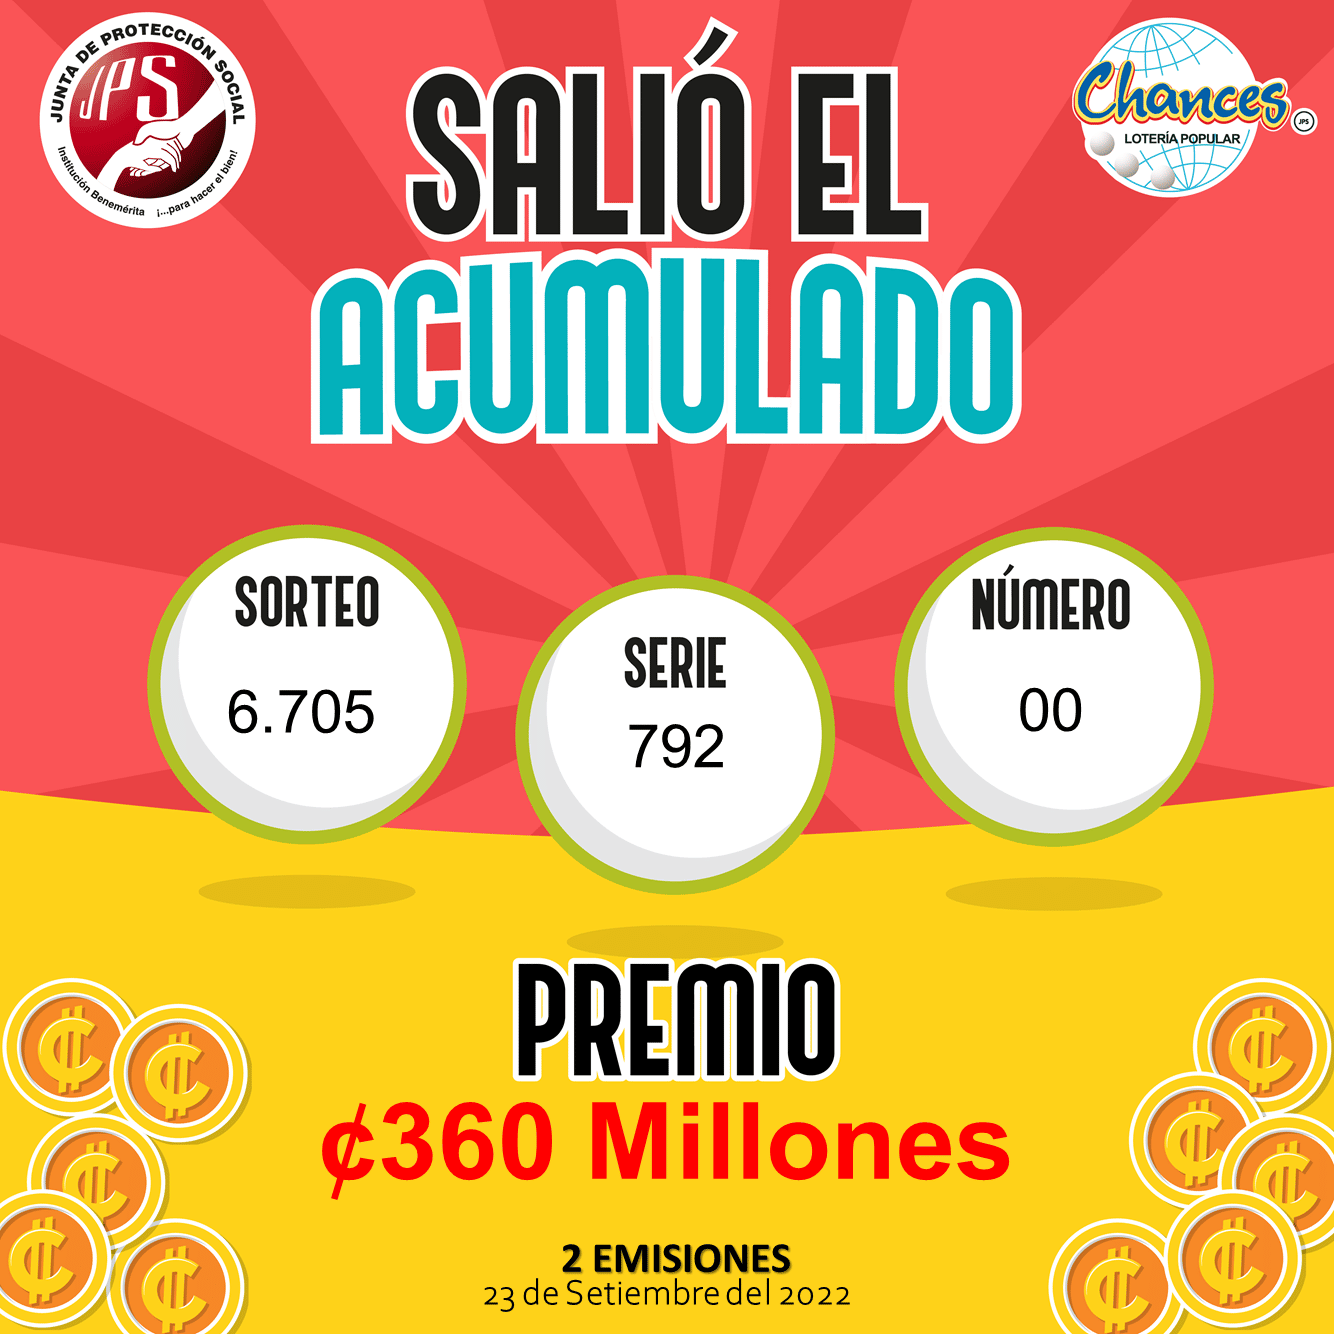 JUNTA DE PROTECCIÓN SOCIAL
JPS
Institución Benemérita ¡...para hacer el bien!
Chances
JPS
LOTERÍA POPULAR
SALIÓ EL
ACUMULADO
SORTEO
6.705
SERIE
792
NÚMERO
00
PREMIO
¢360 Millones
2 EMISIONES
23 de Setiembre del 2022